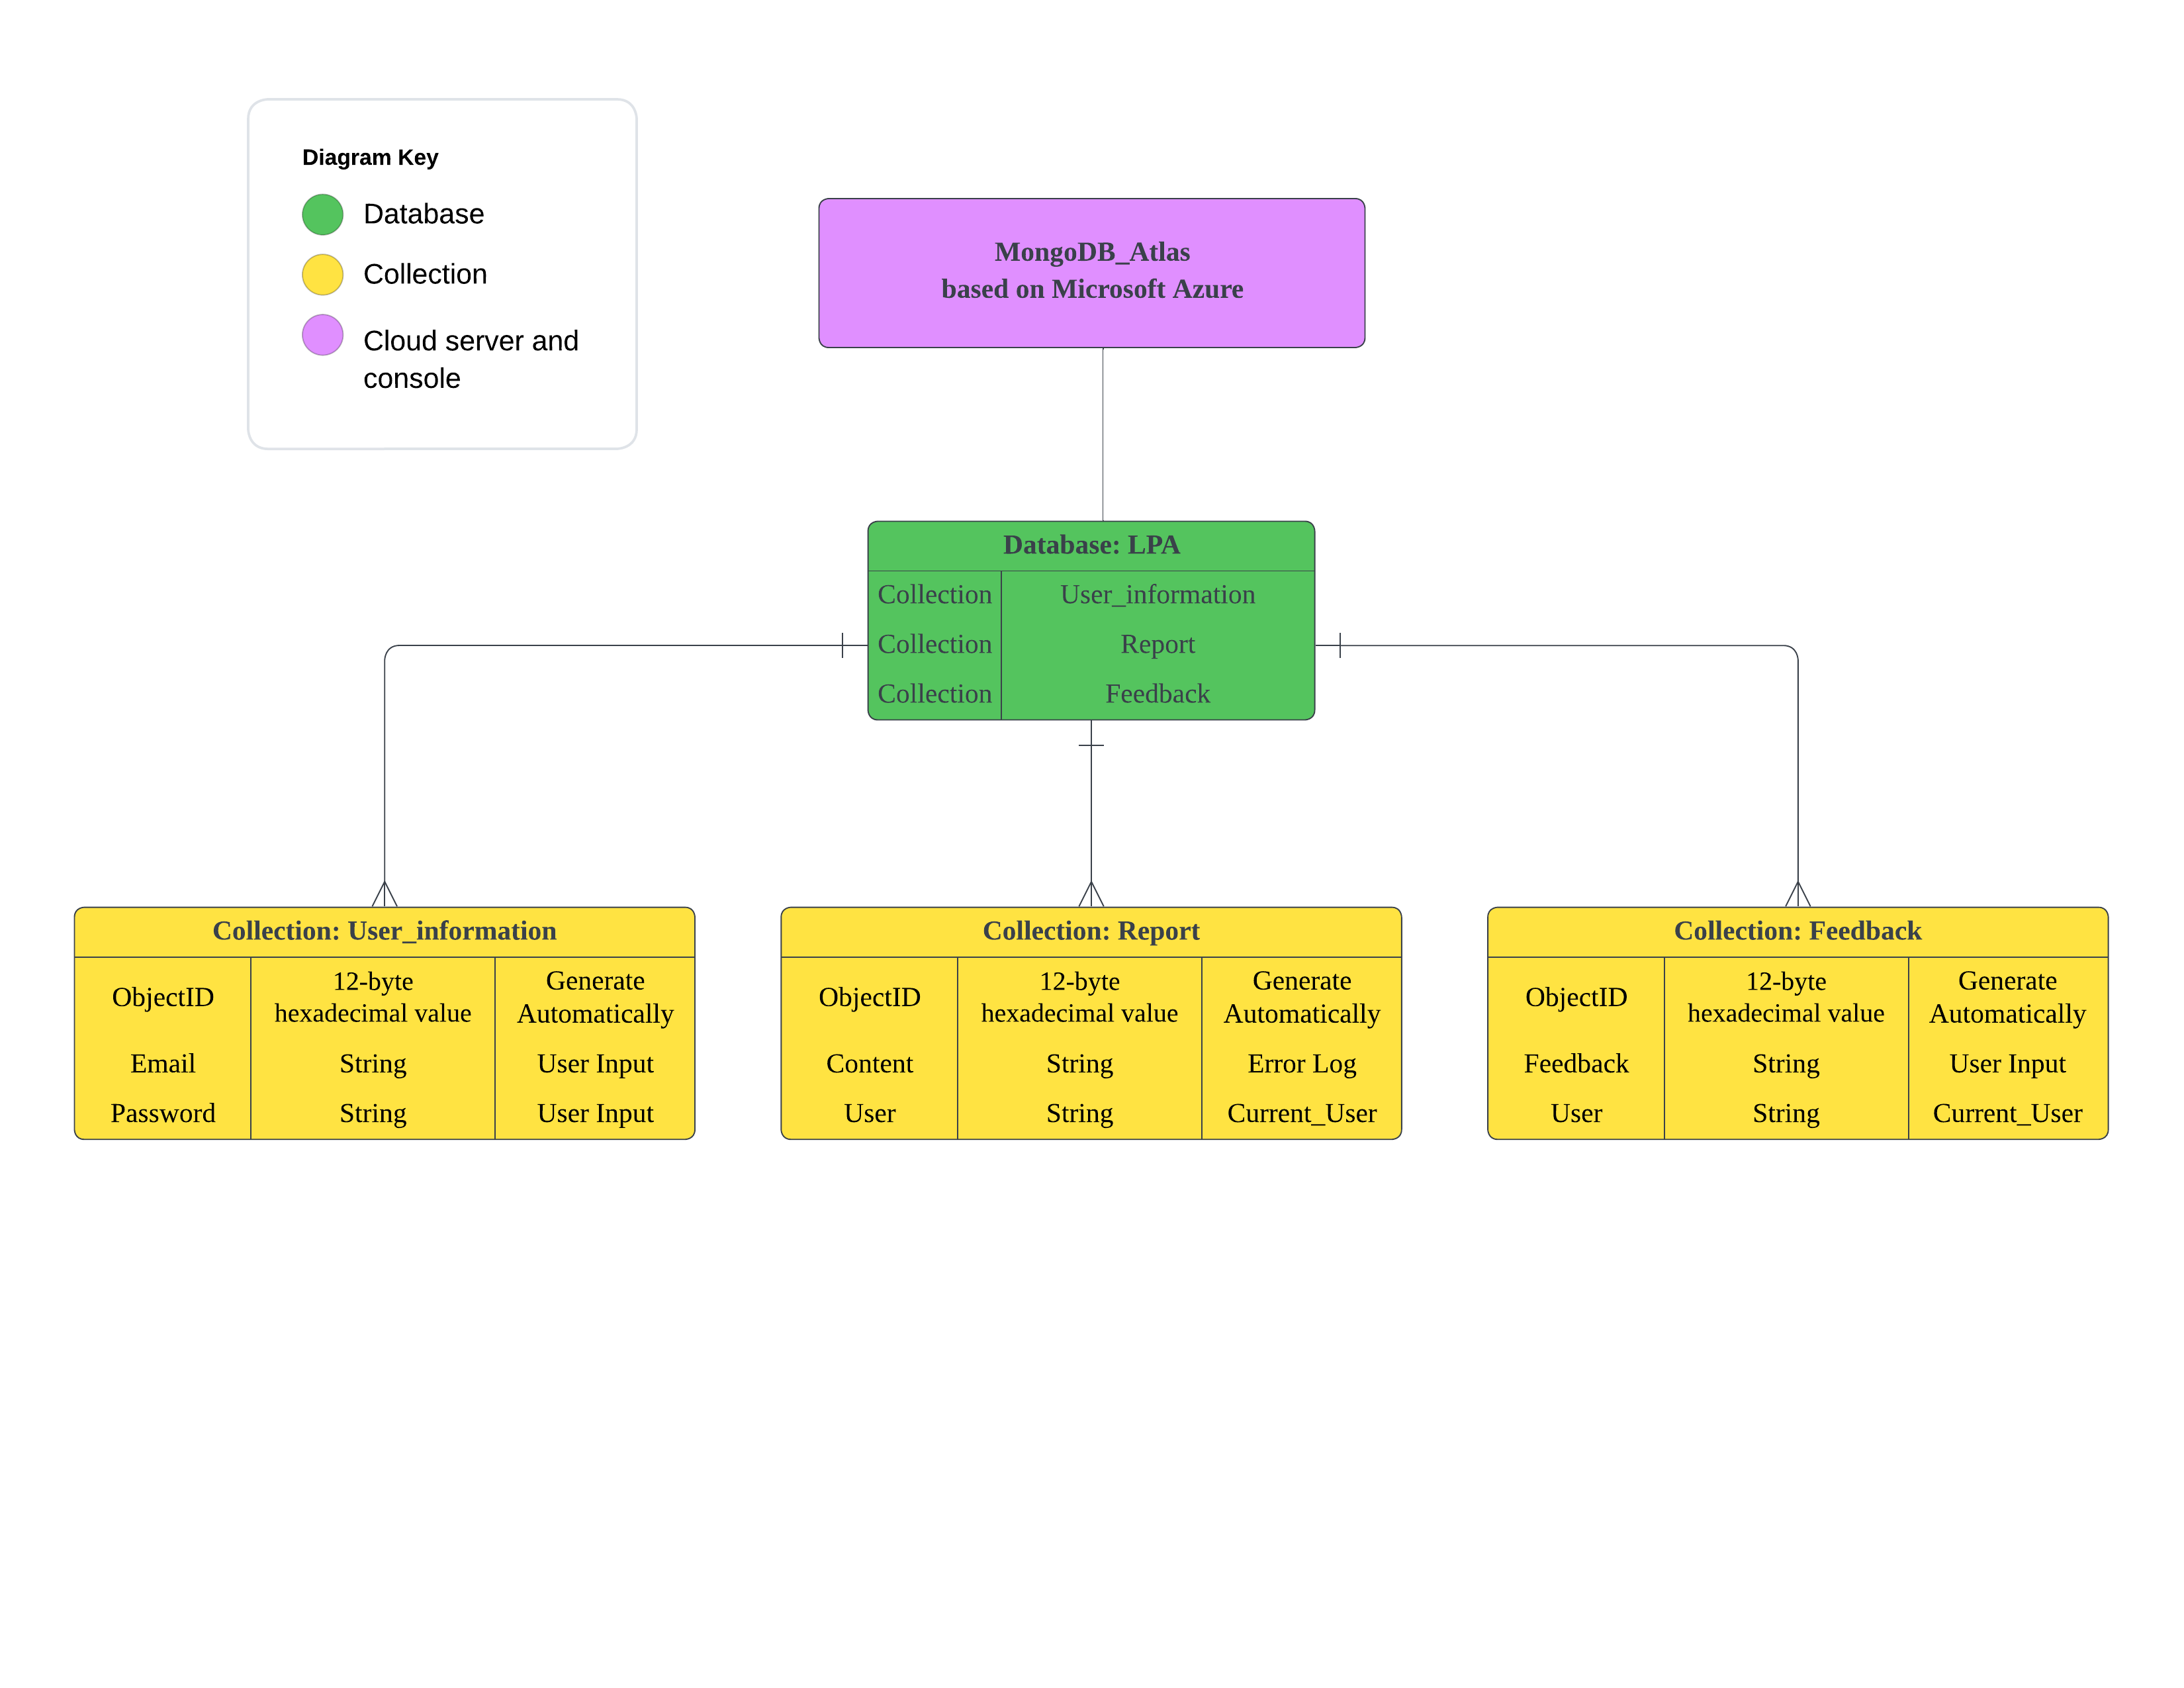 Diagram Key
Database
Collection
Cloud server and
console
MongoDB_Atlas
based on Microsoft Azure
Database: LPA
Collection User_information
Collection Report
Collection Feedback
Collection: User_information
ObjectID 12-byte hexadecimal value Generate Automatically
Email String User Input
Password String User Input
Collection: Report
ObjectID 12-byte hexadecimal value Generate Automatically
Content String Error Log
User String Current_User
Collection: Feedback
ObjectID 12-byte hexadecimal value Generate Automatically
Feedback String User Input
User String Current_User